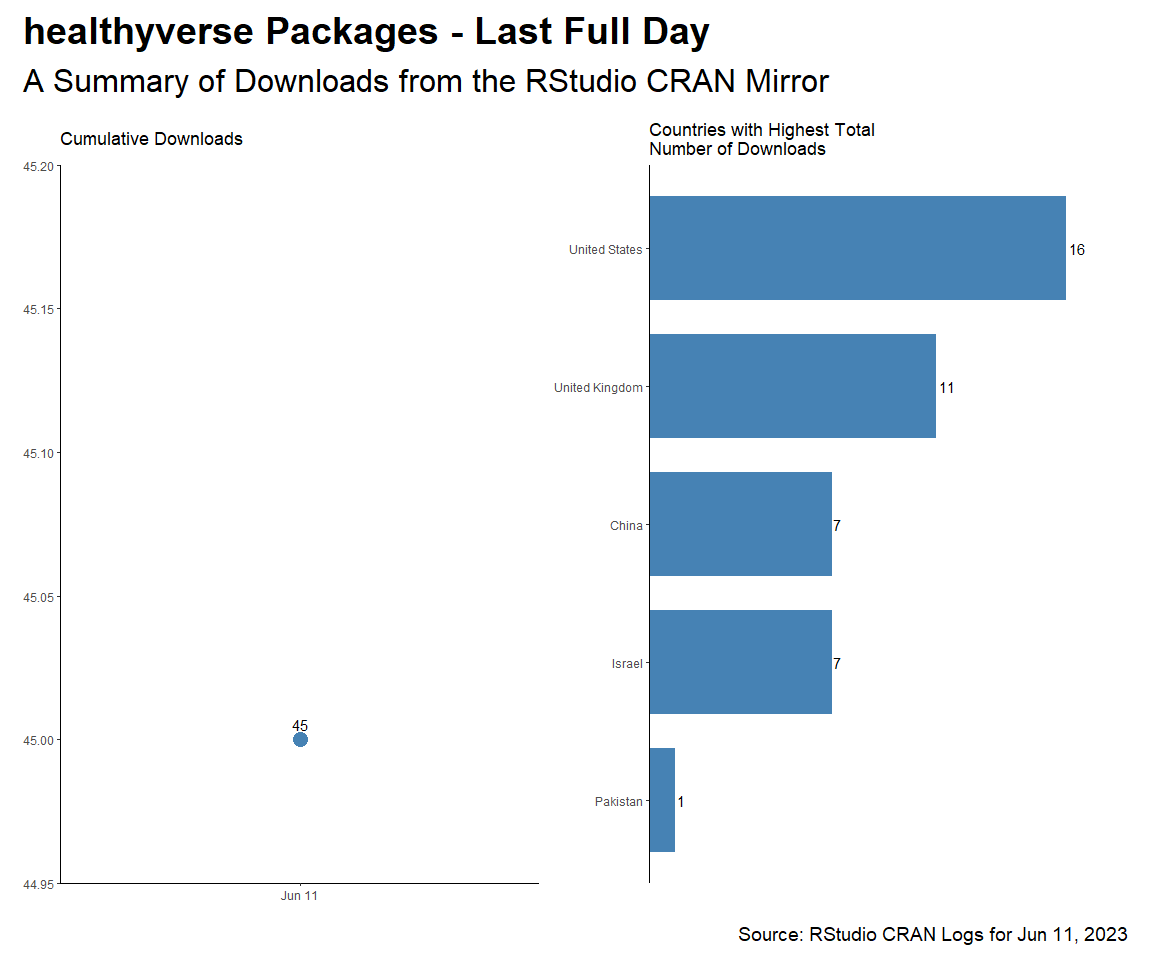 healthyverse Packages - Last Full Day
A Summary of Downloads from the RStudio CRAN Mirror
Cumulative Downloads
45.20
45.15
45.10
45.05
45.00
44.95
45
Jun 11
Countries with Highest Total
Number of Downloads
United States 16
United Kingdom 11
China 7
Israel 7
Pakistan 1
Source: RStudio CRAN Logs for Jun 11, 2023